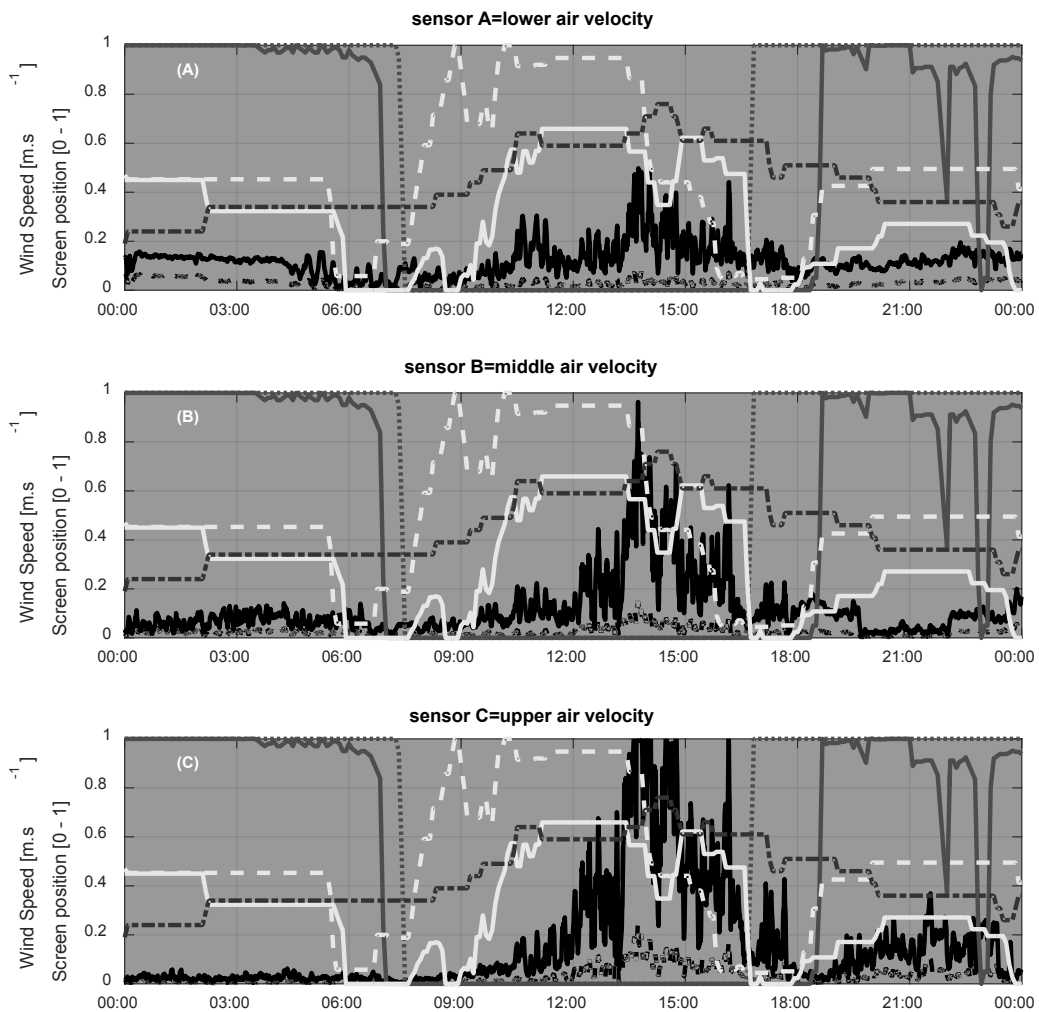 sensor A=lower air velocity
Wind Speed [m.s-1]
Screen position [0 - 1]
1
0.8
0.6
0.4
0.2
0
(A)
00:00 03:00 06:00 09:00 12:00 15:00 18:00 21:00 00:00
sensor B=middle air velocity
Wind Speed [m.s-1]
Screen position [0 - 1]
1
0.8
0.6
0.4
0.2
0
(B)
00:00 03:00 06:00 09:00 12:00 15:00 18:00 21:00 00:00
sensor C=upper air velocity
Wind Speed [m.s-1]
Screen position [0 - 1]
1
0.8
0.6
0.4
0.2
0
(C)
00:00 03:00 06:00 09:00 12:00 15:00 18:00 21:00 00:00